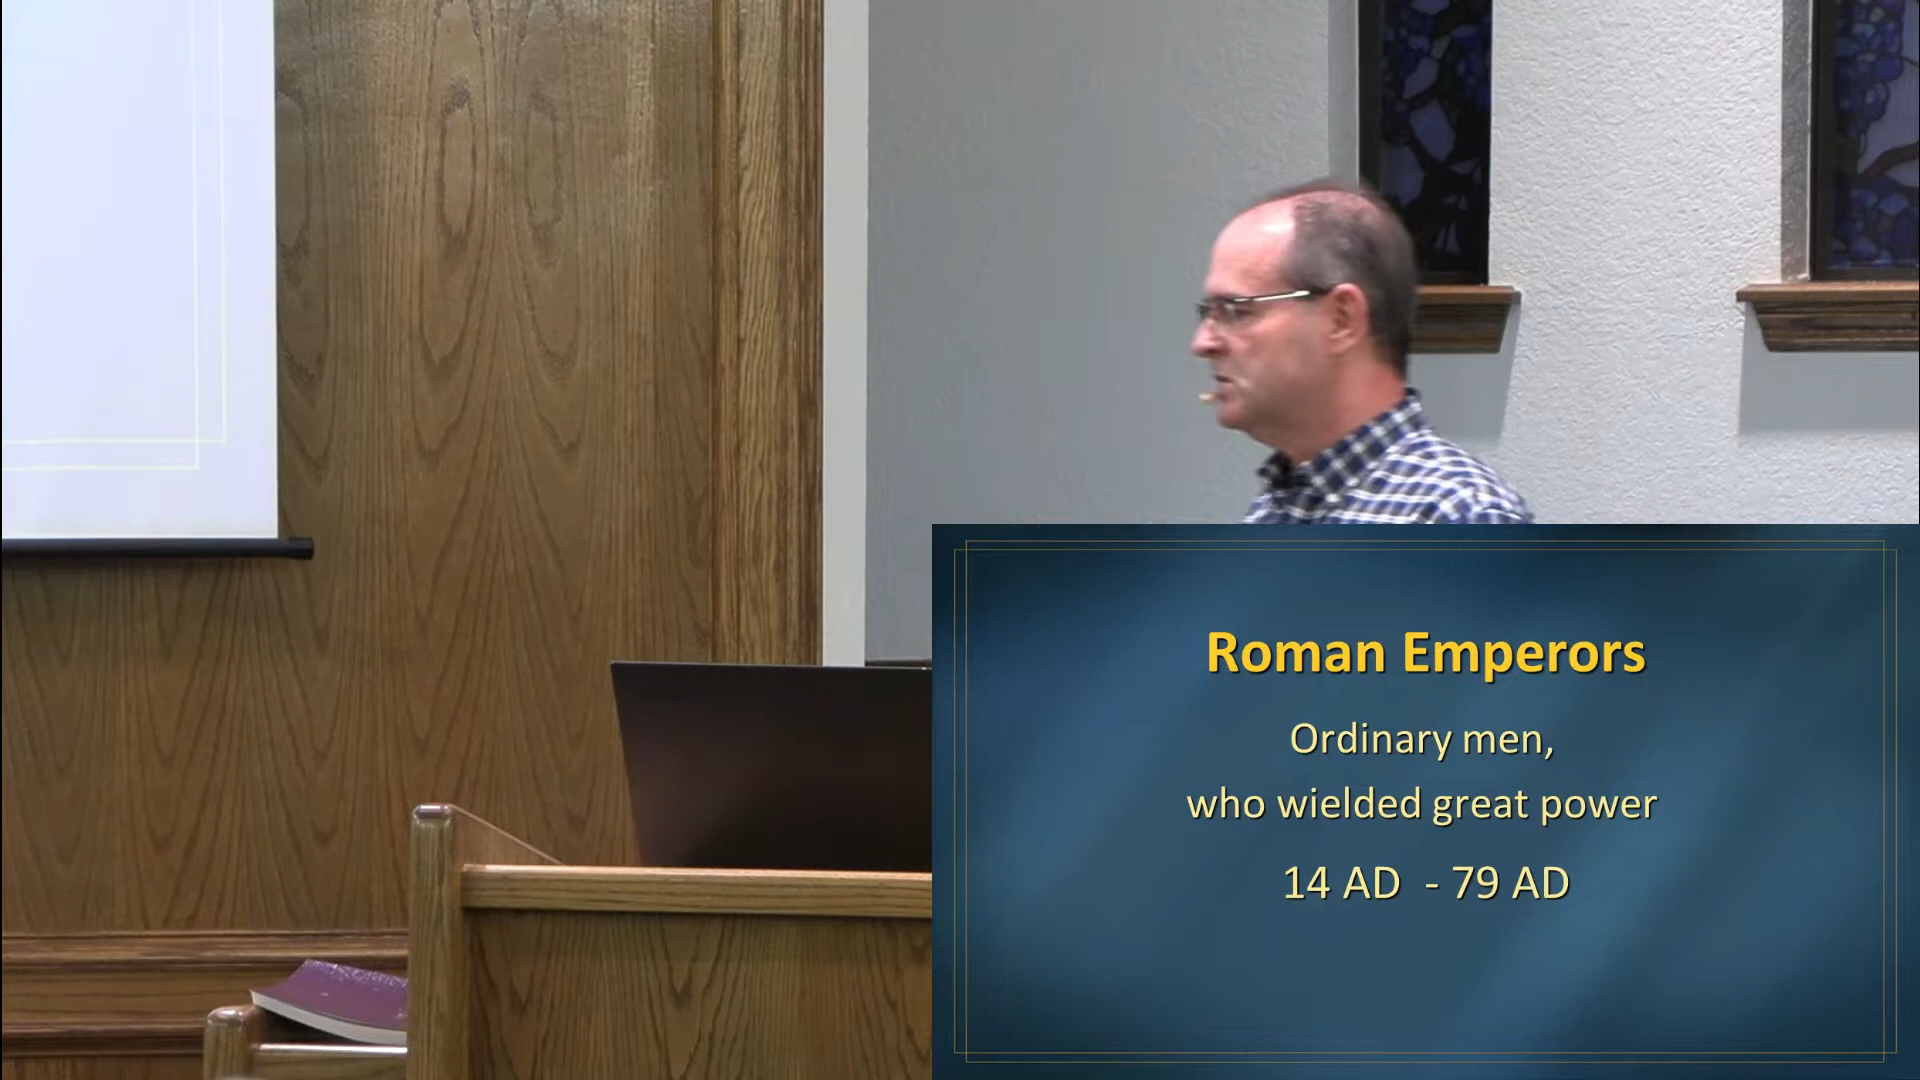 Roman Emperors
Ordinary men,
who wielded great power
14 AD - 79 AD